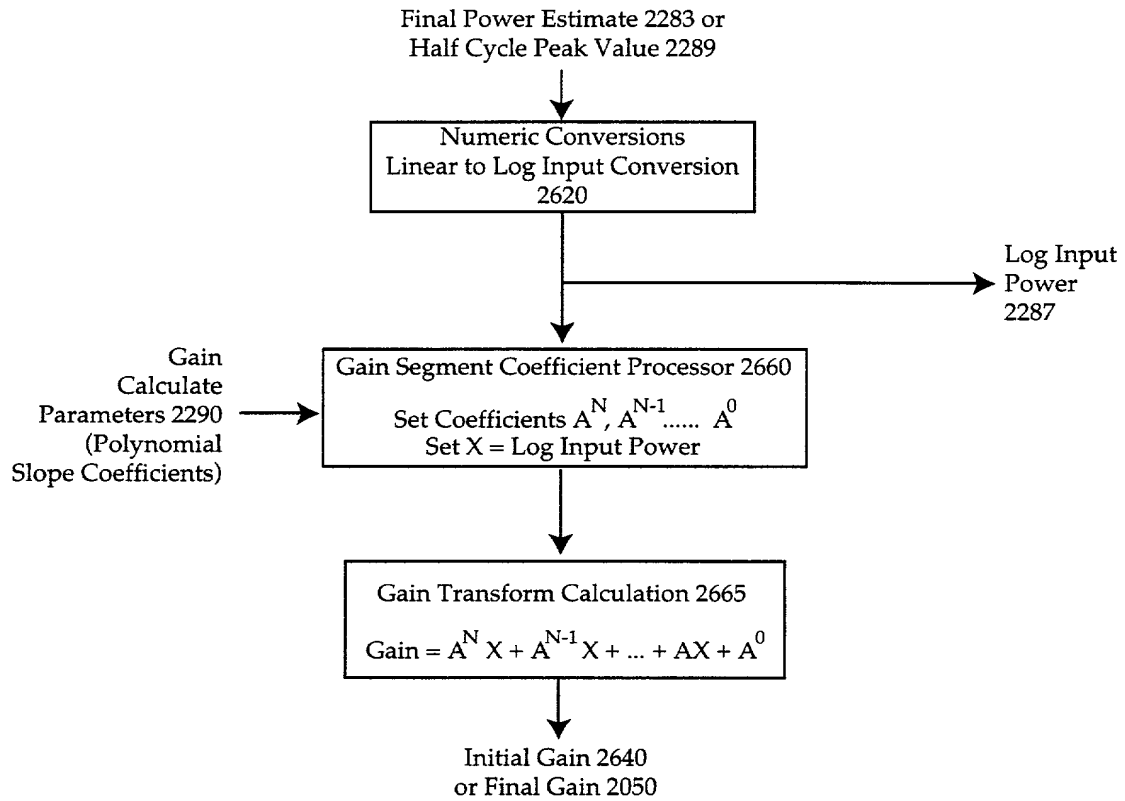 Final Power Estimate 2283 or
Half Cycle Peak Value 2289
Numeric Conversions
Linear to Log Input Conversion
2620
Log Input
Power
2287
Gain
Calculate
Parameters 2290
(Polynomial
Slope Coefficients)
Gain Segment Coefficient Processor 2660
Set Coefficients A^N, A^N-1...... A^0
Set X = Log Input Power
Gain Transform Calculation 2665
Gain = A^N X + A^N-1 X + ... + AX + A^0
Initial Gain 2640
or Final Gain 2050